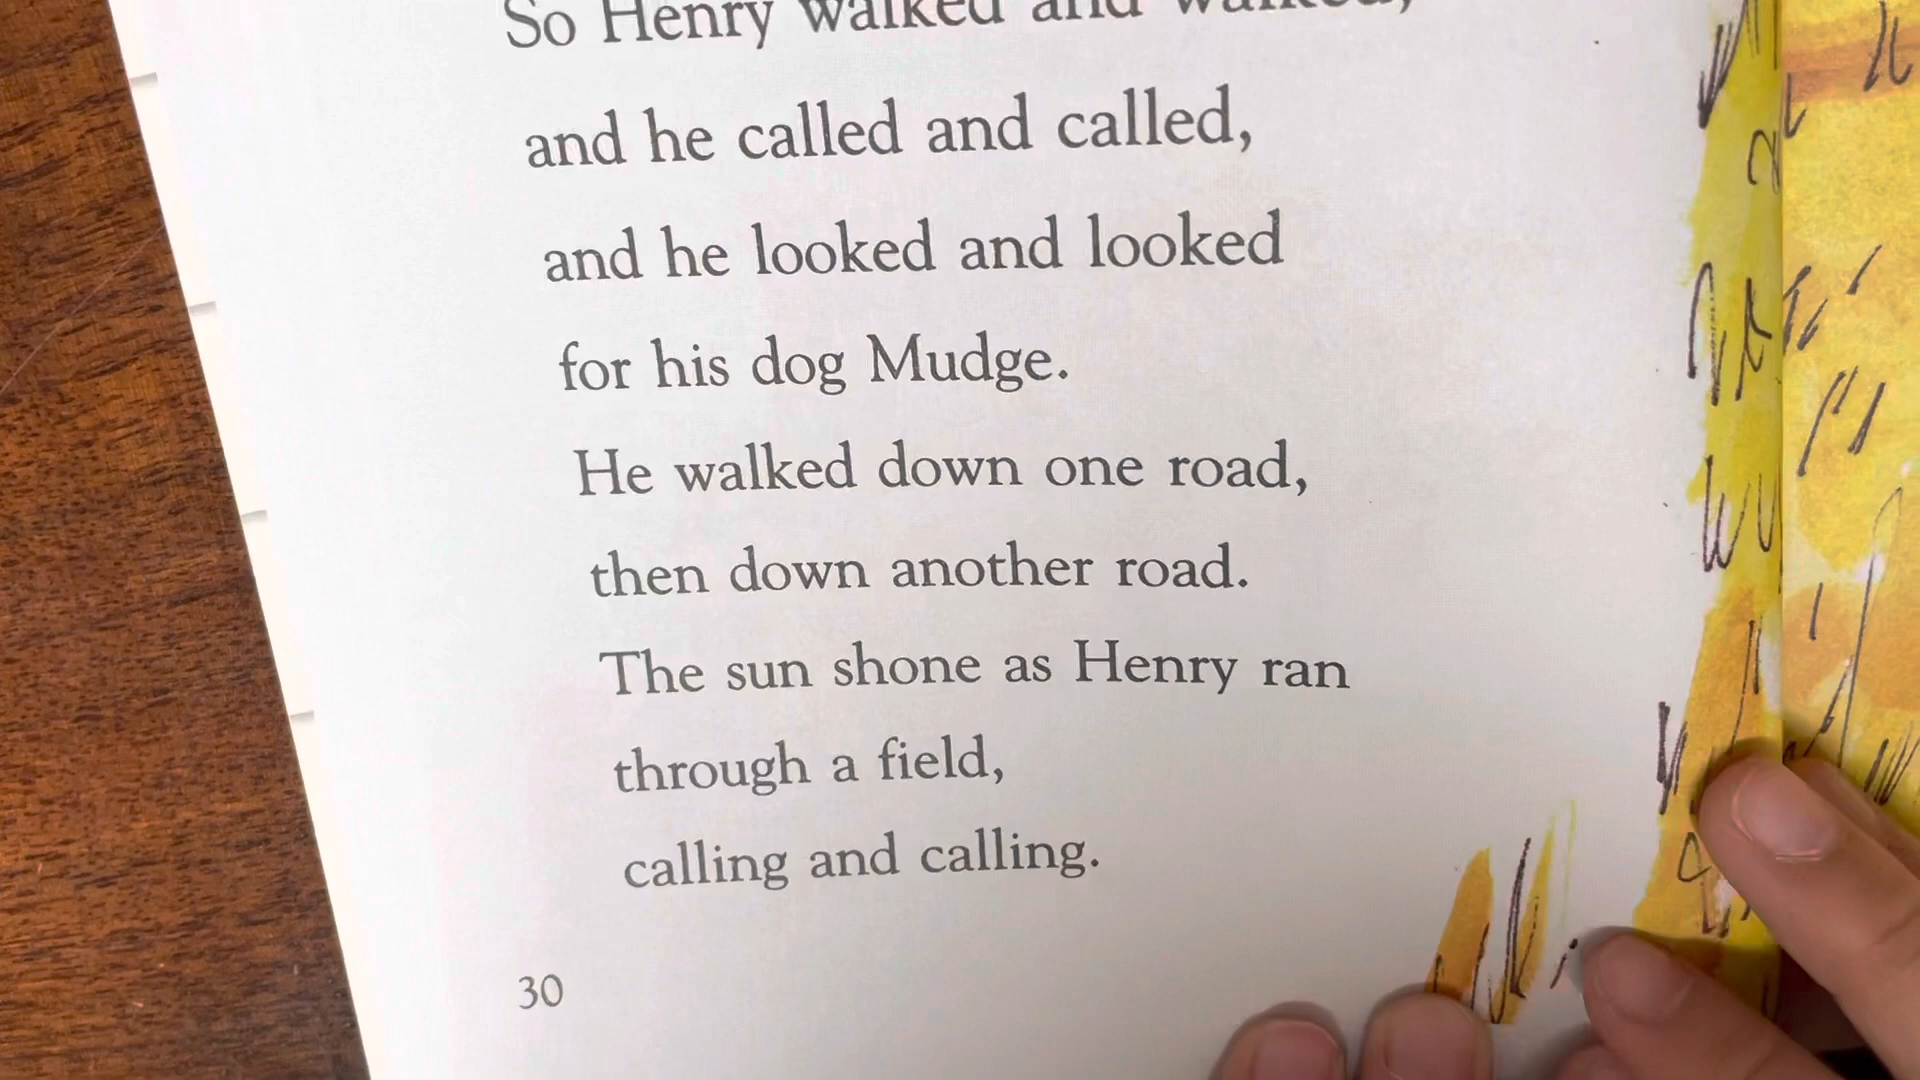 So Henry walked and walked,
and he called and called,
and he looked and looked
for his dog Mudge.
He walked down one road,
then down another road.
The sun shone as Henry ran
through a field,
calling and calling.
30